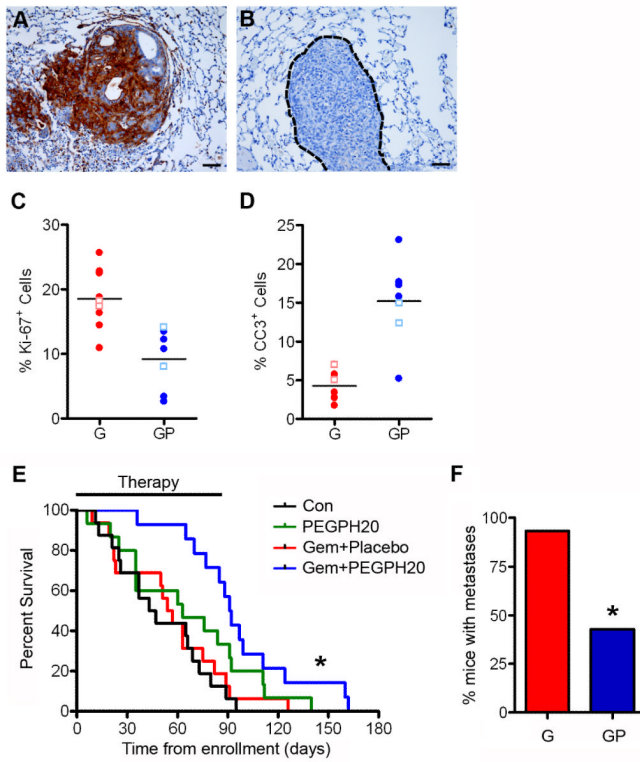 A
B
C
D
% Ki-67+ Cells
30
20
10
0
G
GP
% CC3+ Cells
25
20
15
10
5
0
G
GP
E
Therapy
Percent Survival
100
80
60
40
20
0
0
30
60
90
120
150
180
Time from enrollment (days)
Con
PEGPH20
Gem+Placebo
Gem+PEGPH20
*
F
% mice with metastases
100
75
50
25
0
*
G
GP